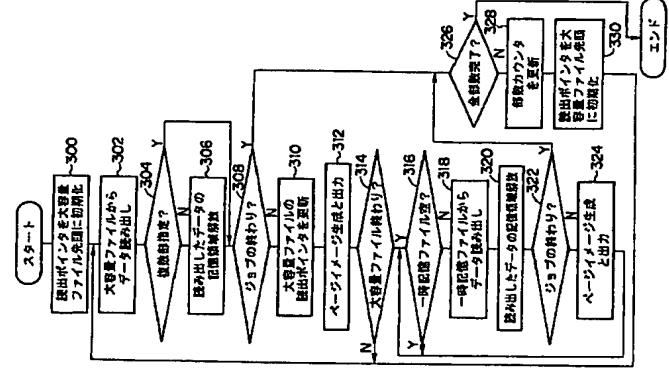 スタート
300
読出ポインタを大容量
ファイル先頭に初期化
302
大容量ファイルから
データ読み出し
304
複数部指定?
Y
N
306
読み出したデータの
記憶領域解放
308
ジョブの終わり?
Y
N
310
大容量ファイルの
読出ポインタを更新
312
ページイメージ生成と出力
314
大容量ファイル終わり?
N
Y
316
一時記憶ファイル空?
Y
N
318
一時記憶ファイルから
データ読み出し
320
読み出したデータの記憶領域解放
322
ジョブの終わり?
Y
N
324
ページイメージ生成
と出力
326
全部数完了?
Y
N
328
部数カウンタ
を更新
330
読出ポインタを大
容量ファイル先頭
に初期化
エンド